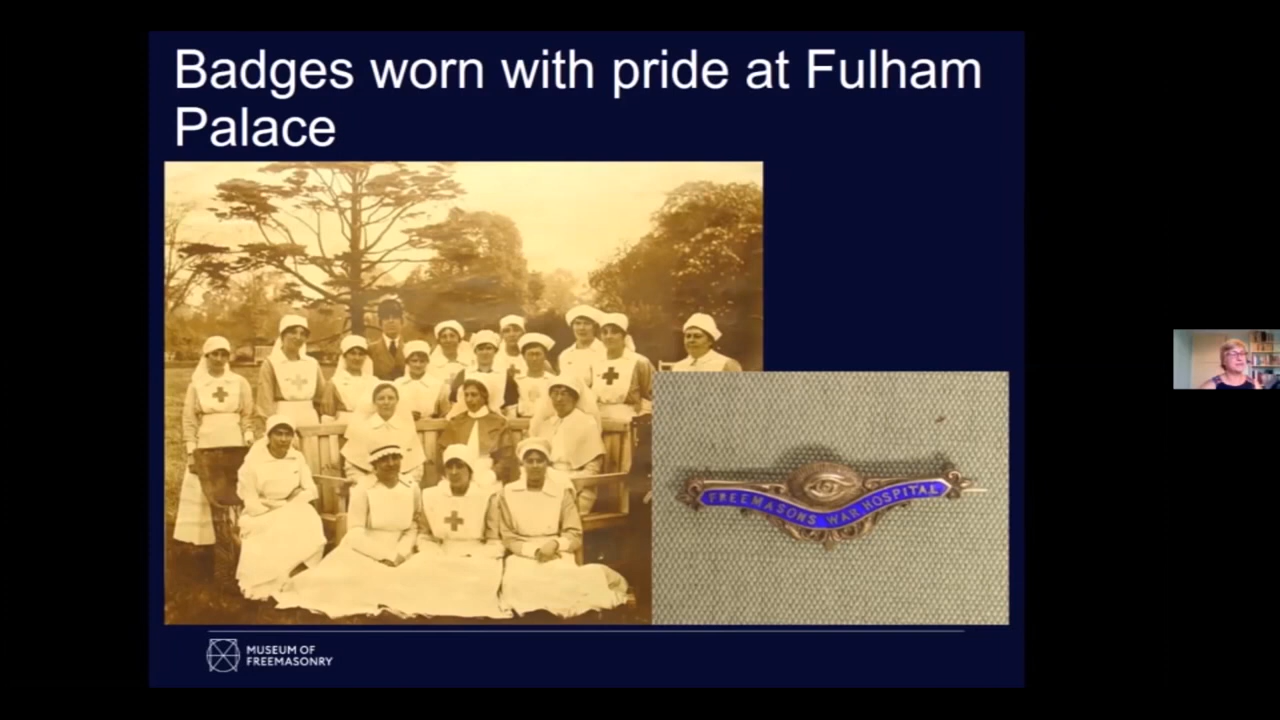 Badges worn with pride at Fulham
Palace
FREEMASONS WAR HOSPITAL
MUSEUM OF
FREEMASONRY